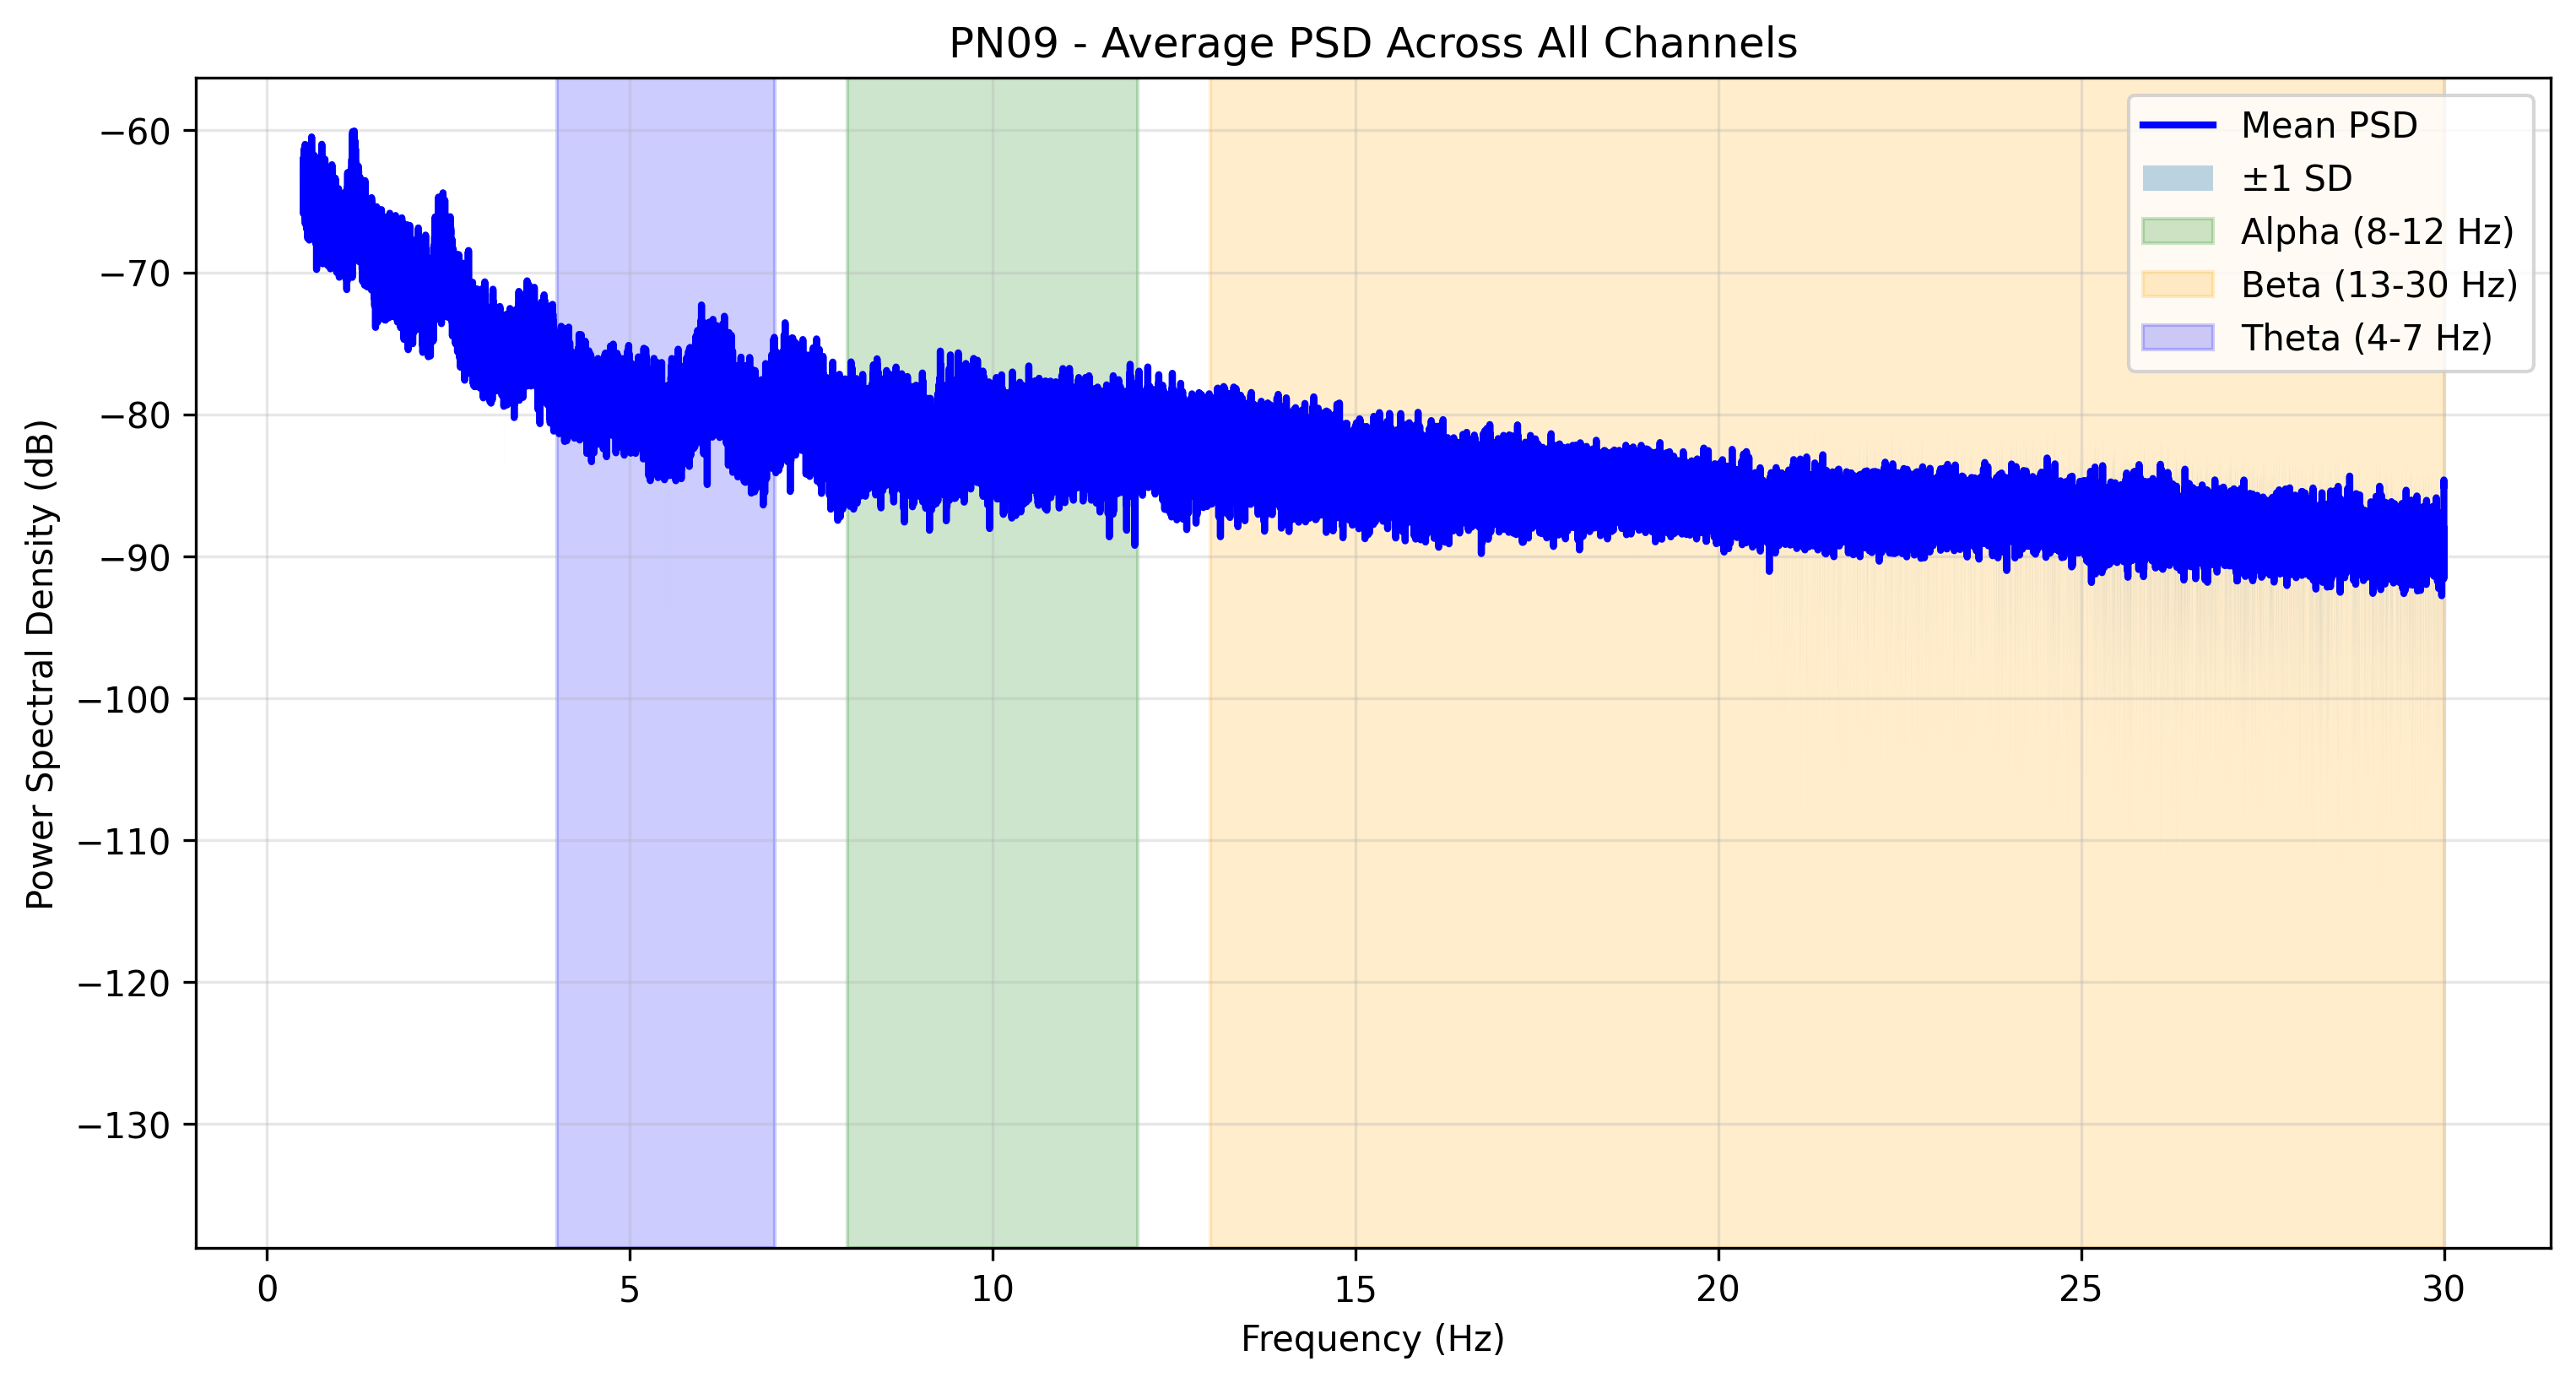 PN09 - Average PSD Across All Channels
Power Spectral Density (dB)
−60
−70
−80
−90
−100
−110
−120
−130
Mean PSD
±1 SD
Alpha (8-12 Hz)
Beta (13-30 Hz)
Theta (4-7 Hz)
0 5 10 15 20 25 30
Frequency (Hz)